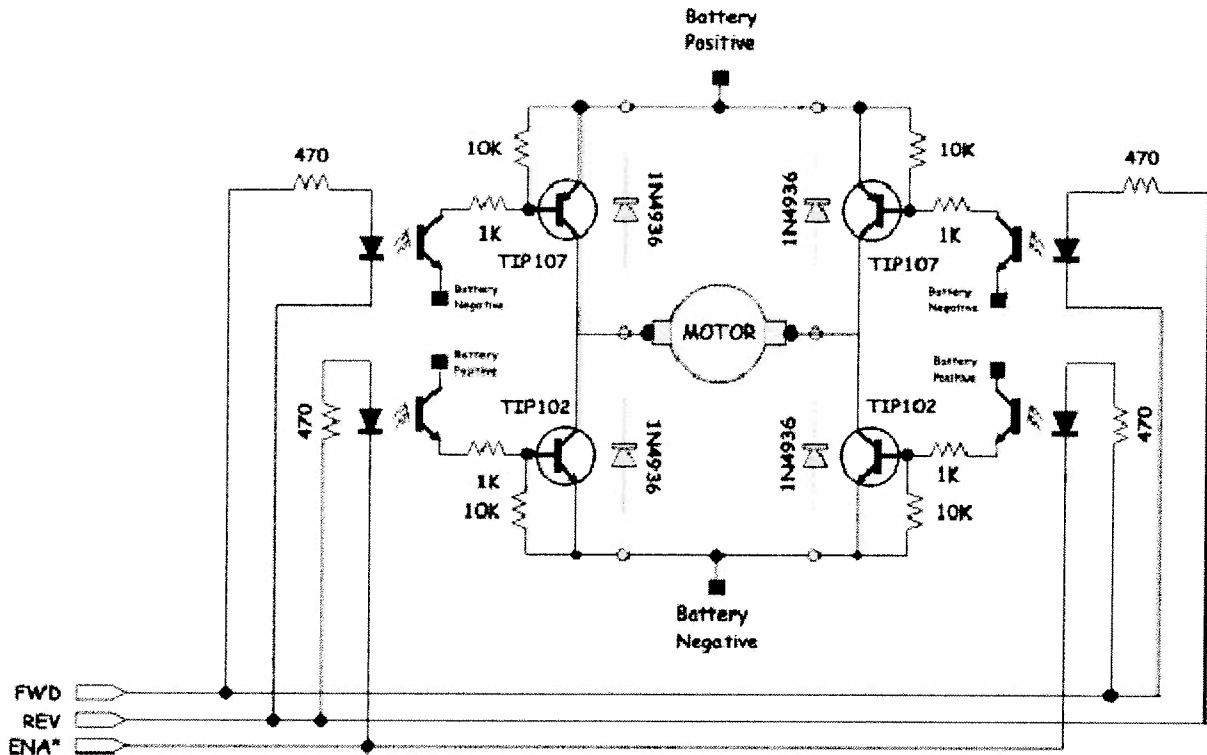 Battery
Positive
10K
10K
470
470
1N4936
1N4936
1K
1K
TIP107
TIP107
Battery
Negative
Battery
Negative
MOTOR
Battery
Positive
Battery
Positive
TIP102
TIP102
470
470
1N4936
1N4936
1K
1K
10K
10K
Battery
Negative
FWD
REV
ENA*